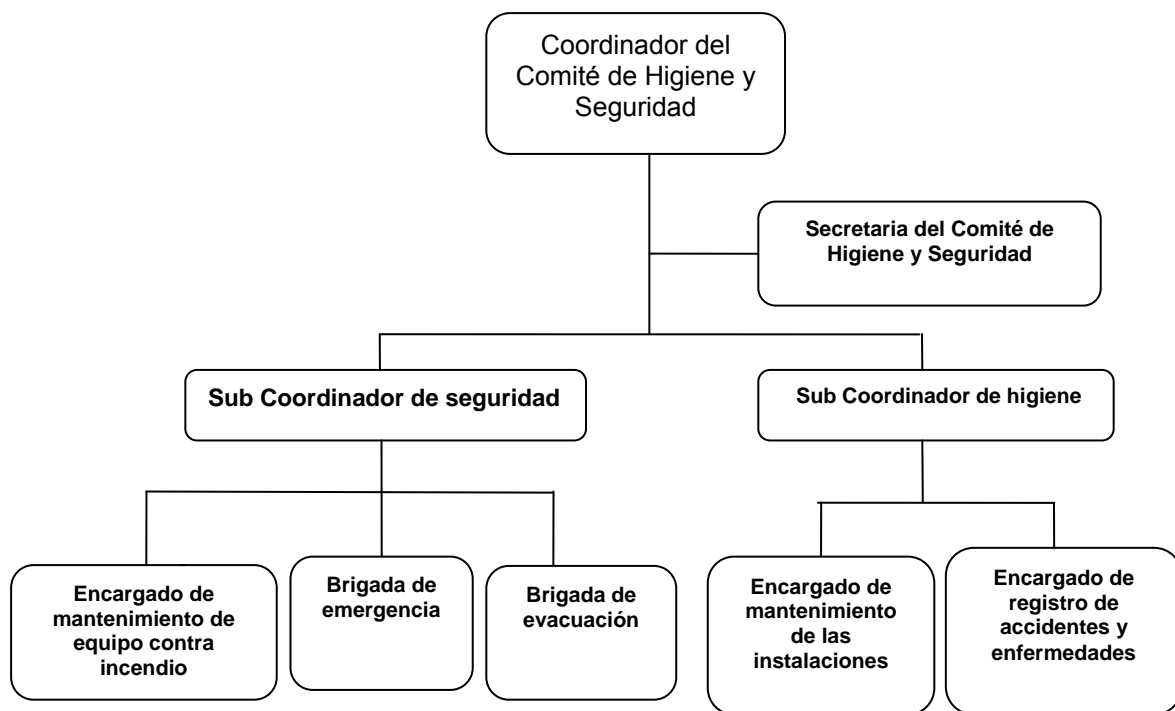 Coordinador del
Comité de Higiene y
Seguridad
Secretaria del Comité de
Higiene y Seguridad
Sub Coordinador de seguridad
Sub Coordinador de higiene
Encargado de
mantenimiento de
equipo contra
incendio
Brigada de
emergencia
Brigada de
evacuación
Encargado de
mantenimiento
de las
instalaciones
Encargado de
registro de
accidentes y
enfermedades